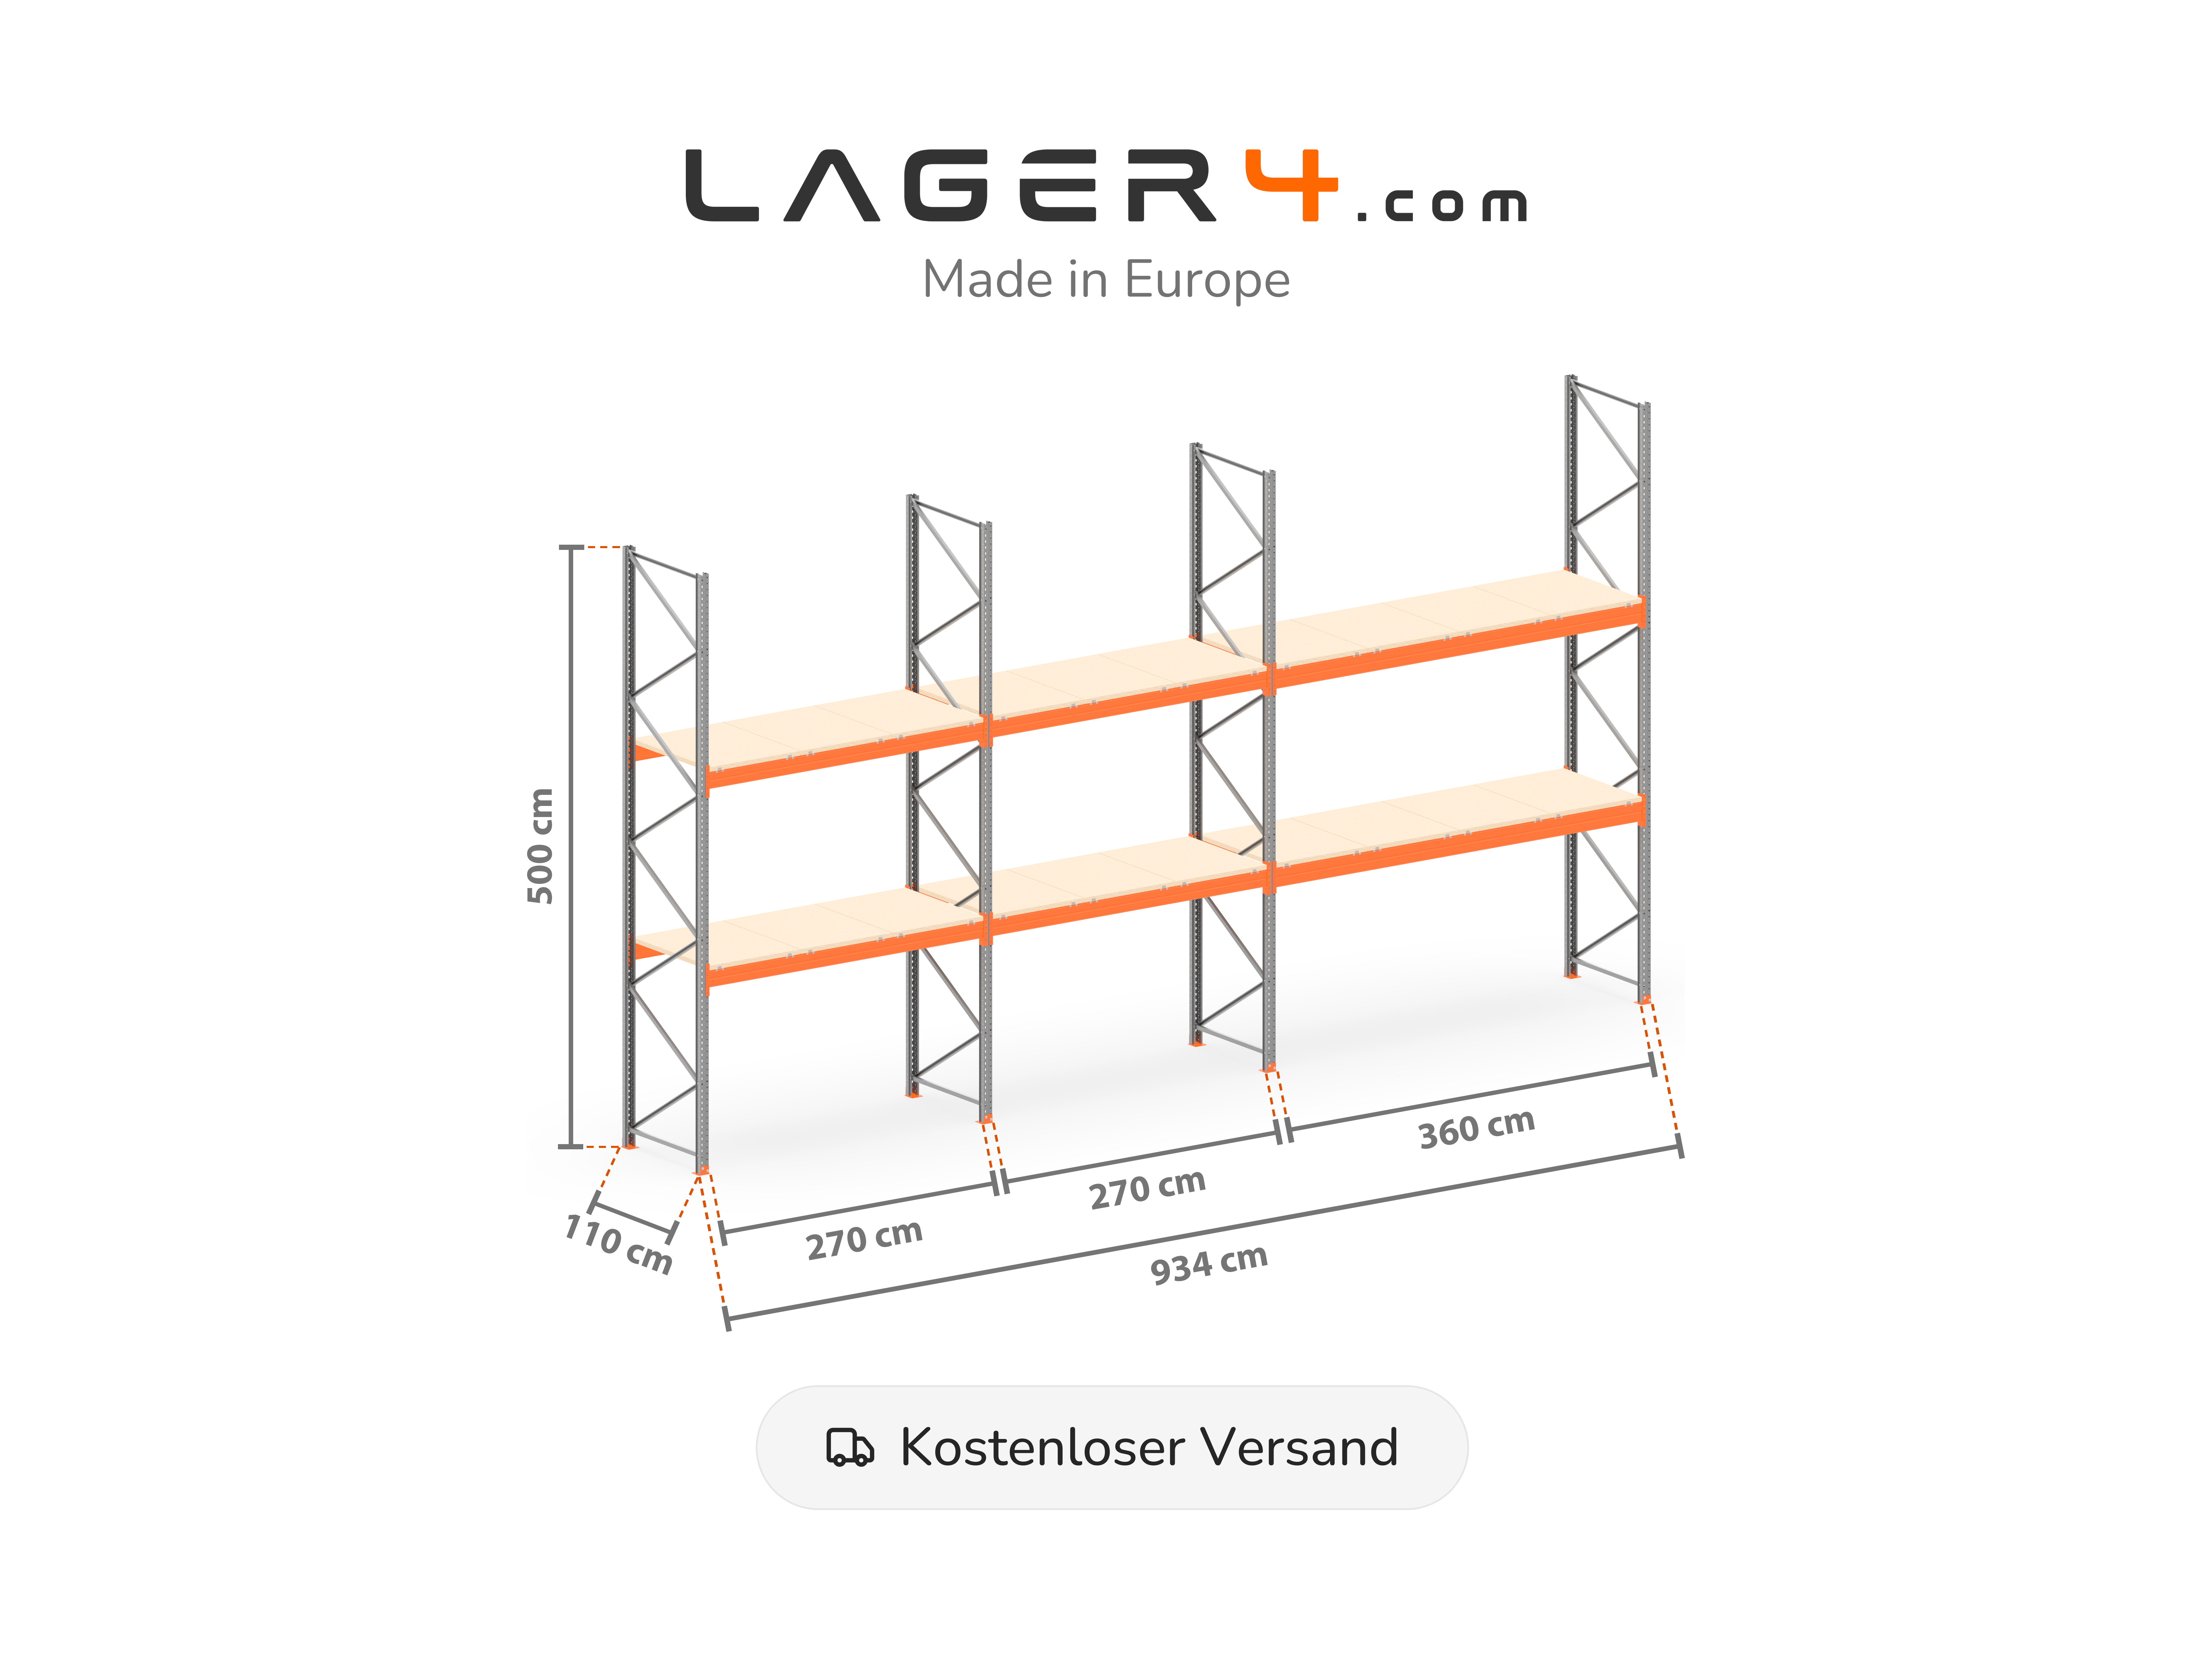 LAGER4.com
Made in Europe
500 cm
110 cm
270 cm
270 cm
360 cm
934 cm
Kostenloser Versand